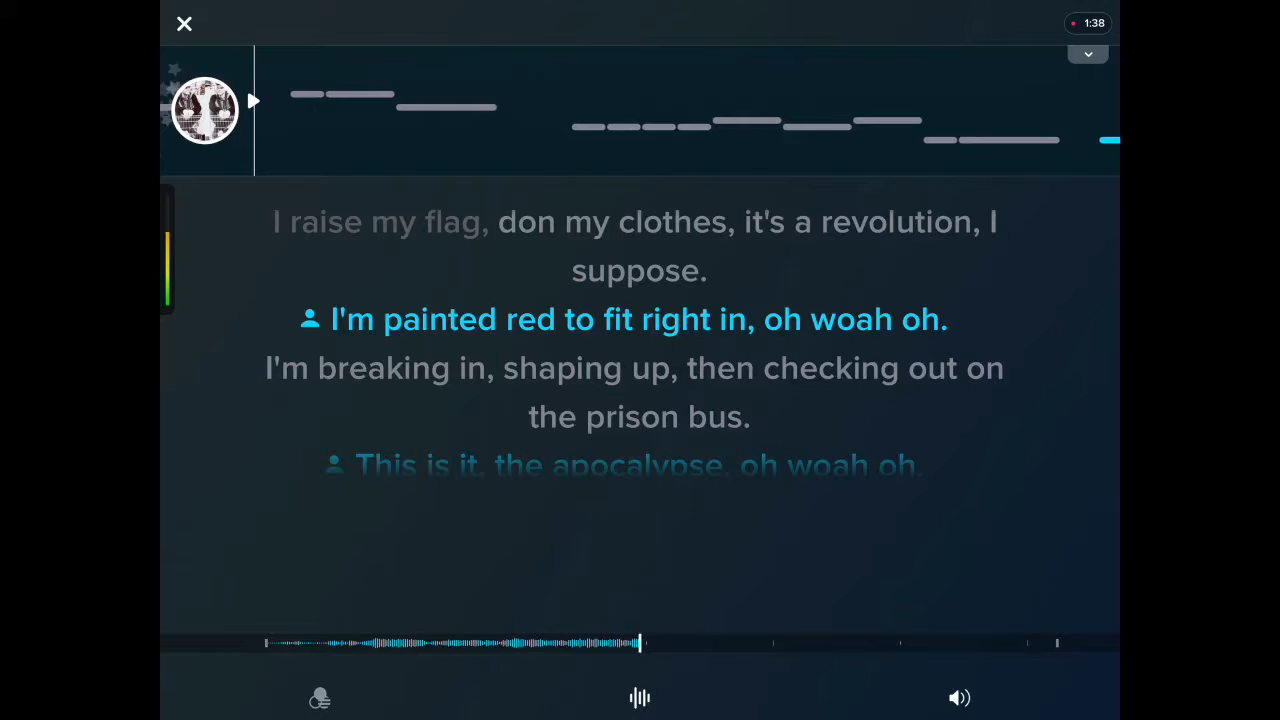 1:38
I raise my flag, don my clothes, it's a revolution, I
suppose.
I'm painted red to fit right in, oh woah oh.
I'm breaking in, shaping up, then checking out on
the prison bus.
This is it, the apocalypse, oh woah oh.